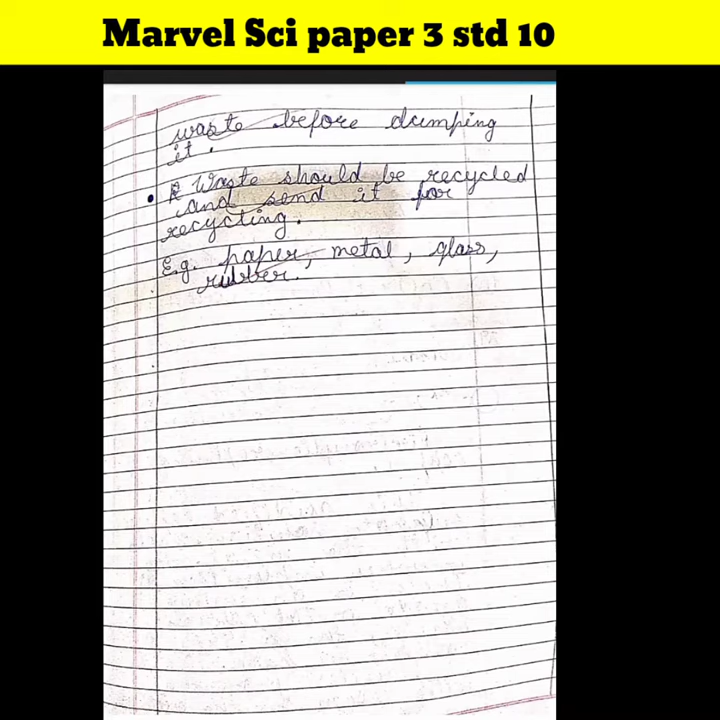 Marvel Sci paper 3 std 10
waste before dumping
it.
• Waste should be recycled
and send it for
recycling.
E.g. paper, metal, glass,
rubber.